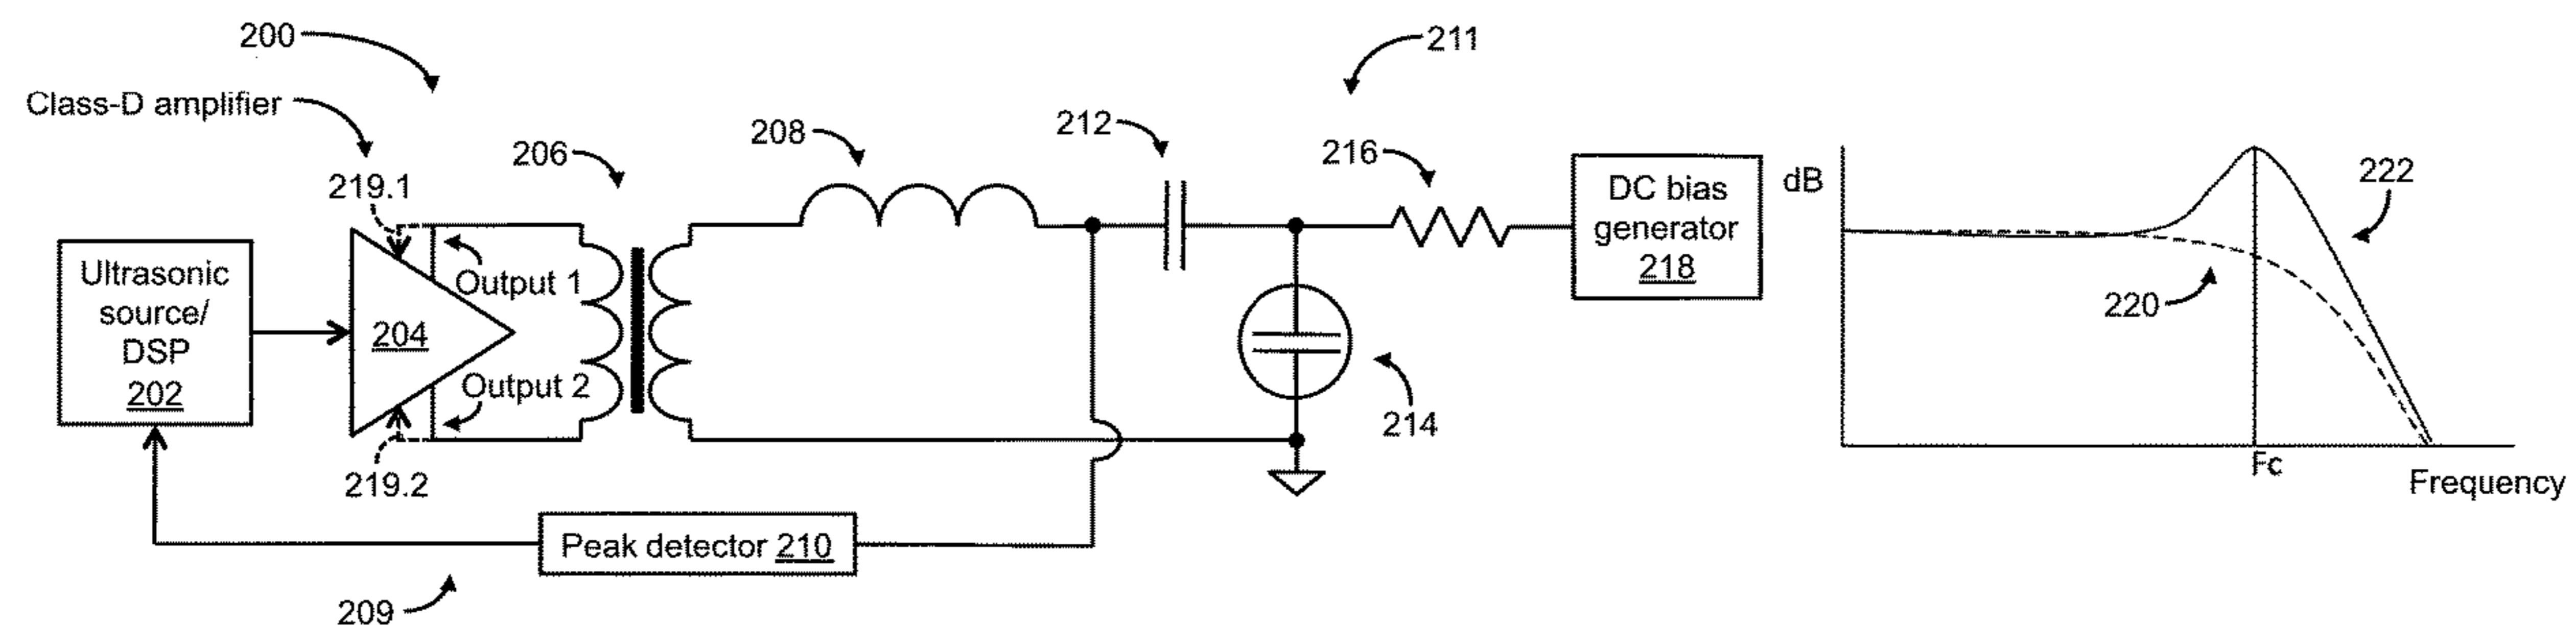 200
211
Class-D amplifier
208
212
206
216
219.1
DC bias
generator
218
dB
222
Ultrasonic
source/
DSP
202
204
Output 1
Output 2
220
214
219.2
Fc
Frequency
Peak detector 210
209